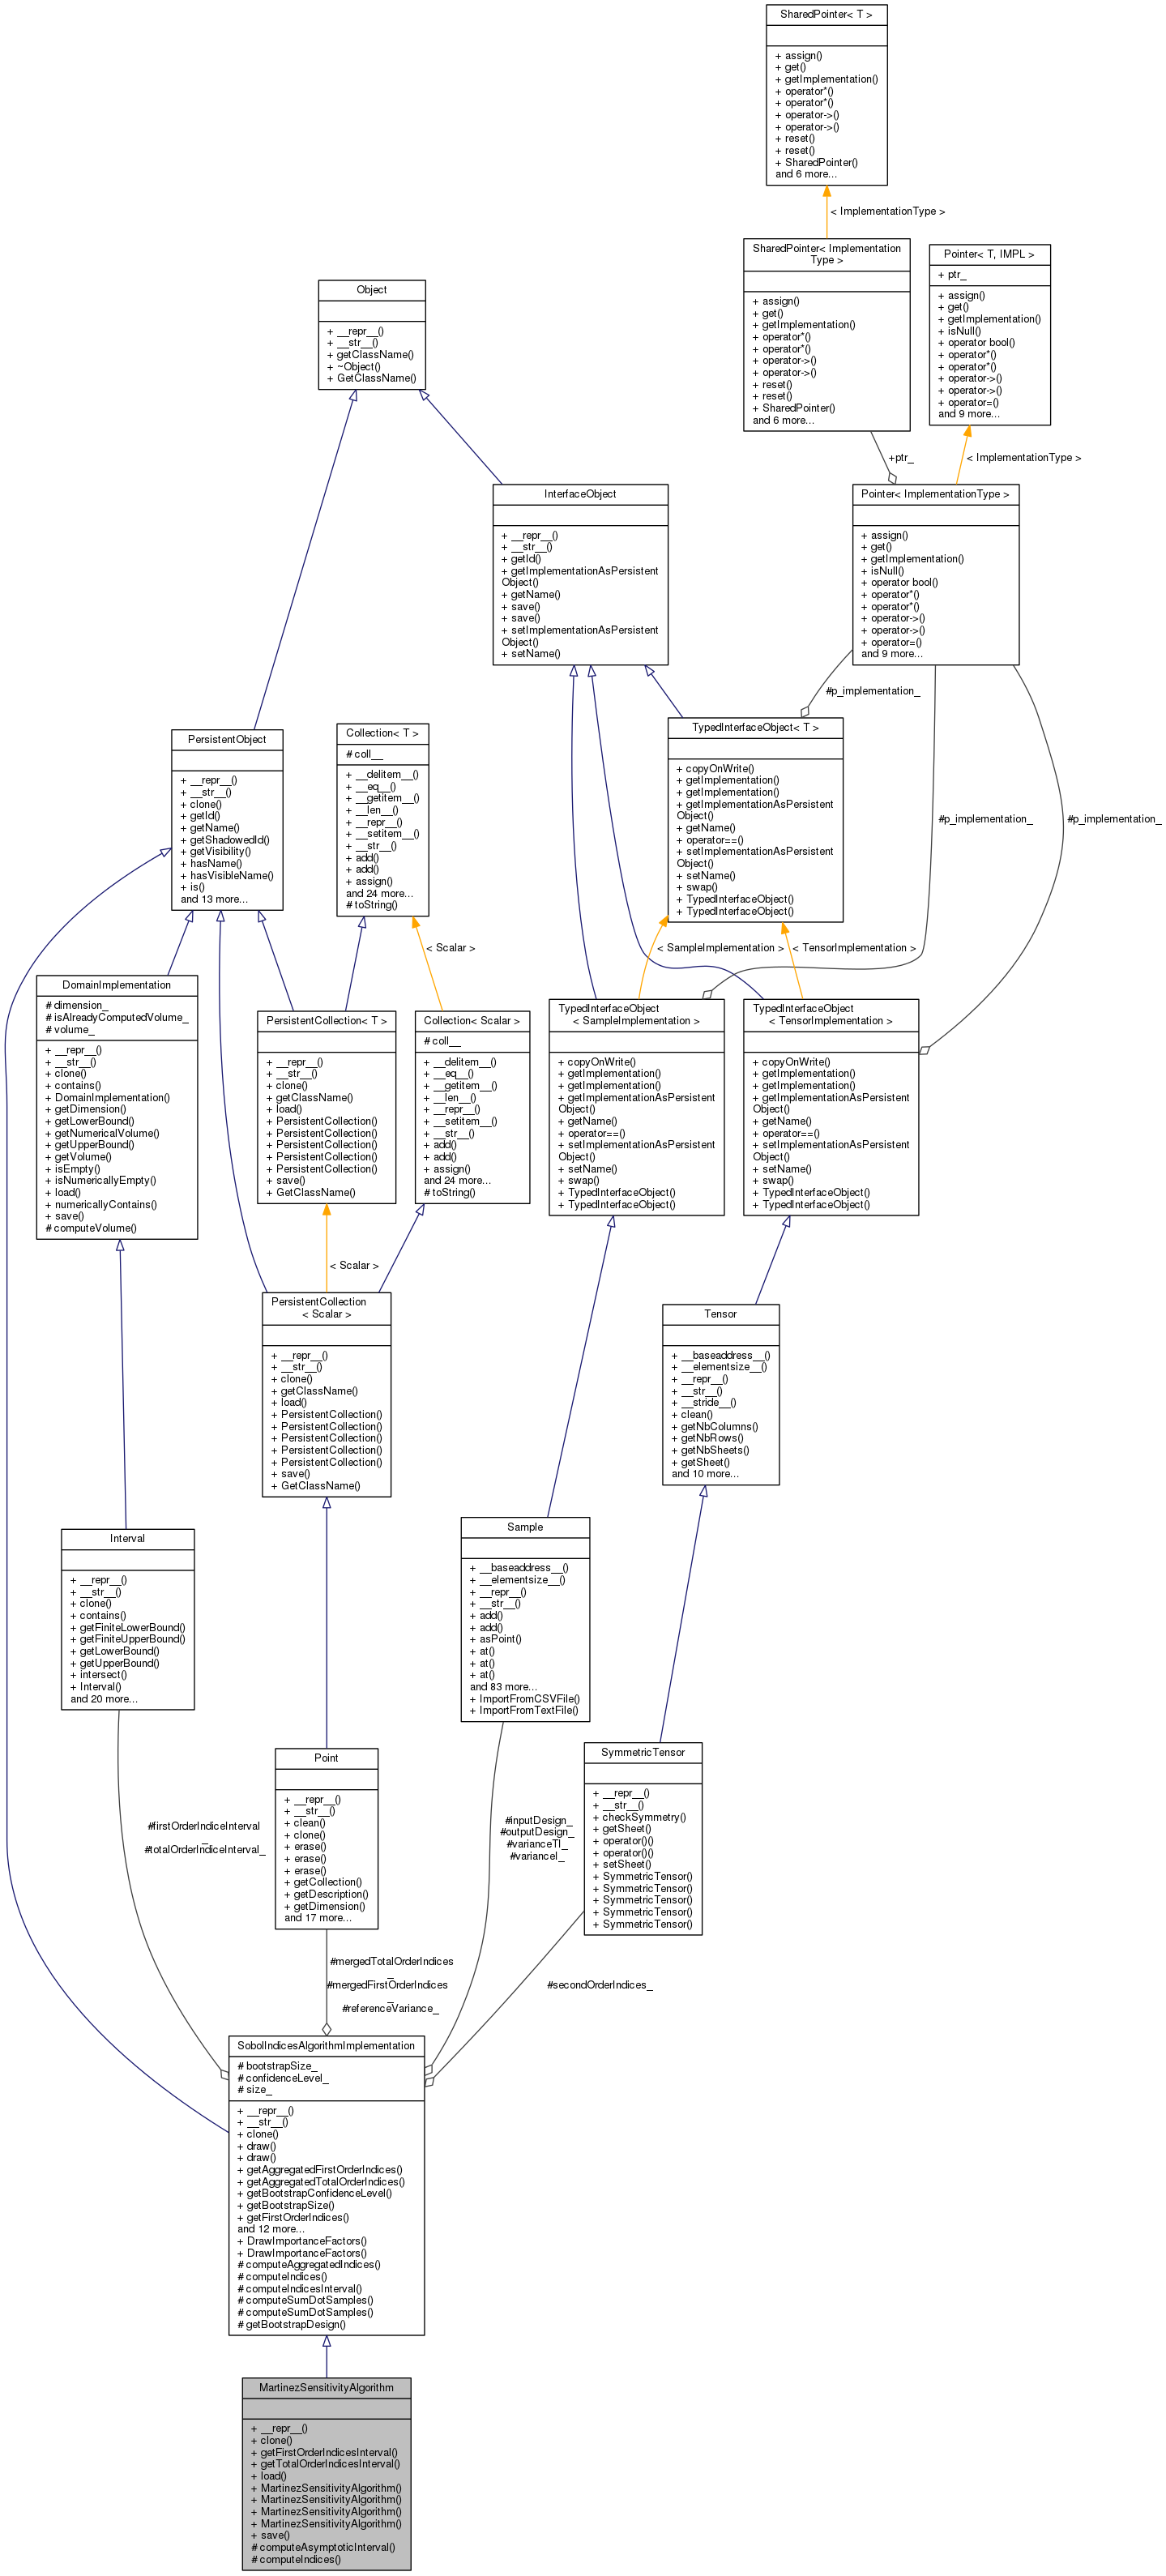 SharedPointer< T >
+ assign()
+ get()
+ getImplementation()
+ operator*()
+ operator*()
+ operator->()
+ operator->()
+ reset()
+ reset()
+ SharedPointer()
and 6 more...
< ImplementationType >
SharedPointer< Implementation
Type >
+ assign()
+ get()
+ getImplementation()
+ operator*()
+ operator*()
+ operator->()
+ operator->()
+ reset()
+ reset()
+ SharedPointer()
and 6 more...
Pointer< T, IMPL >
+ ptr_
+ assign()
+ get()
+ getImplementation()
+ isNull()
+ operator bool()
+ operator*()
+ operator*()
+ operator->()
+ operator->()
+ operator=()
and 9 more...
Object
+ __repr__()
+ __str__()
+ getClassName()
+ ~Object()
+ GetClassName()
+ptr_
< ImplementationType >
InterfaceObject
+ __repr__()
+ __str__()
+ getId()
+ getImplementationAsPersistent
Object()
+ getName()
+ save()
+ save()
+ setImplementationAsPersistent
Object()
+ setName()
Pointer< ImplementationType >
+ assign()
+ get()
+ getImplementation()
+ isNull()
+ operator bool()
+ operator*()
+ operator*()
+ operator->()
+ operator->()
+ operator=()
and 9 more...
#p_implementation_
PersistentObject
+ __repr__()
+ __str__()
+ clone()
+ getId()
+ getName()
+ getShadowedId()
+ getVisibility()
+ hasName()
+ hasVisibleName()
+ is()
and 13 more...
Collection< T >
# coll__
+ __delitem__()
+ __eq__()
+ __getitem__()
+ __len__()
+ __repr__()
+ __setitem__()
+ __str__()
+ add()
+ add()
+ assign()
and 24 more...
# toString()
TypedInterfaceObject< T >
+ copyOnWrite()
+ getImplementation()
+ getImplementation()
+ getImplementationAsPersistent
Object()
+ getName()
+ operator==()
+ setImplementationAsPersistent
Object()
+ setName()
+ swap()
+ TypedInterfaceObject()
+ TypedInterfaceObject()
#p_implementation_
#p_implementation_
< Scalar >
< SampleImplementation >
< TensorImplementation >
DomainImplementation
# dimension_
# isAlreadyComputedVolume_
# volume_
+ __repr__()
+ __str__()
+ clone()
+ contains()
+ DomainImplementation()
+ getDimension()
+ getLowerBound()
+ getNumericalVolume()
+ getUpperBound()
+ getVolume()
+ isEmpty()
+ isNumericallyEmpty()
+ load()
+ numericallyContains()
+ save()
# computeVolume()
PersistentCollection< T >
+ __repr__()
+ __str__()
+ clone()
+ getClassName()
+ load()
+ PersistentCollection()
+ PersistentCollection()
+ PersistentCollection()
+ PersistentCollection()
+ PersistentCollection()
+ save()
+ GetClassName()
Collection< Scalar >
# coll__
+ __delitem__()
+ __eq__()
+ __getitem__()
+ __len__()
+ __repr__()
+ __setitem__()
+ __str__()
+ add()
+ add()
+ assign()
and 24 more...
# toString()
TypedInterfaceObject
< SampleImplementation >
+ copyOnWrite()
+ getImplementation()
+ getImplementation()
+ getImplementationAsPersistent
Object()
+ getName()
+ operator==()
+ setImplementationAsPersistent
Object()
+ setName()
+ swap()
+ TypedInterfaceObject()
+ TypedInterfaceObject()
TypedInterfaceObject
< TensorImplementation >
+ copyOnWrite()
+ getImplementation()
+ getImplementation()
+ getImplementationAsPersistent
Object()
+ getName()
+ operator==()
+ setImplementationAsPersistent
Object()
+ setName()
+ swap()
+ TypedInterfaceObject()
+ TypedInterfaceObject()
< Scalar >
PersistentCollection
< Scalar >
+ __repr__()
+ __str__()
+ clone()
+ getClassName()
+ load()
+ PersistentCollection()
+ PersistentCollection()
+ PersistentCollection()
+ PersistentCollection()
+ PersistentCollection()
+ save()
+ GetClassName()
Tensor
+ __baseaddress__()
+ __elementsize__()
+ __repr__()
+ __str__()
+ __stride__()
+ clean()
+ getNbColumns()
+ getNbRows()
+ getNbSheets()
+ getSheet()
and 10 more...
Interval
+ __repr__()
+ __str__()
+ clone()
+ contains()
+ getFiniteLowerBound()
+ getFiniteUpperBound()
+ getLowerBound()
+ getUpperBound()
+ intersect()
+ Interval()
and 20 more...
Sample
+ __baseaddress__()
+ __elementsize__()
+ __repr__()
+ __str__()
+ add()
+ add()
+ asPoint()
+ at()
+ at()
+ at()
and 83 more...
+ ImportFromCSVFile()
+ ImportFromTextFile()
Point
+ __repr__()
+ __str__()
+ clean()
+ clone()
+ erase()
+ erase()
+ erase()
+ getCollection()
+ getDescription()
+ getDimension()
and 17 more...
SymmetricTensor
+ __repr__()
+ __str__()
+ checkSymmetry()
+ getSheet()
+ operator()()
+ operator()()
+ setSheet()
+ SymmetricTensor()
+ SymmetricTensor()
+ SymmetricTensor()
+ SymmetricTensor()
+ SymmetricTensor()
#firstOrderIndiceInterval
_
#totalOrderIndiceInterval_
#inputDesign_
#outputDesign_
#varianceTI_
#varianceI_
#mergedTotalOrderIndices
_
#mergedFirstOrderIndices
_
#referenceVariance_
#secondOrderIndices_
SobolIndicesAlgorithmImplementation
# bootstrapSize_
# confidenceLevel_
# size_
+ __repr__()
+ __str__()
+ clone()
+ draw()
+ draw()
+ getAggregatedFirstOrderIndices()
+ getAggregatedTotalOrderIndices()
+ getBootstrapConfidenceLevel()
+ getBootstrapSize()
+ getFirstOrderIndices()
and 12 more...
+ DrawImportanceFactors()
+ DrawImportanceFactors()
# computeAggregatedIndices()
# computeIndices()
# computeIndicesInterval()
# computeSumDotSamples()
# computeSumDotSamples()
# getBootstrapDesign()
MartinezSensitivityAlgorithm
+ __repr__()
+ clone()
+ getFirstOrderIndicesInterval()
+ getTotalOrderIndicesInterval()
+ load()
+ MartinezSensitivityAlgorithm()
+ MartinezSensitivityAlgorithm()
+ MartinezSensitivityAlgorithm()
+ MartinezSensitivityAlgorithm()
+ save()
# computeAsymptoticInterval()
# computeIndices()